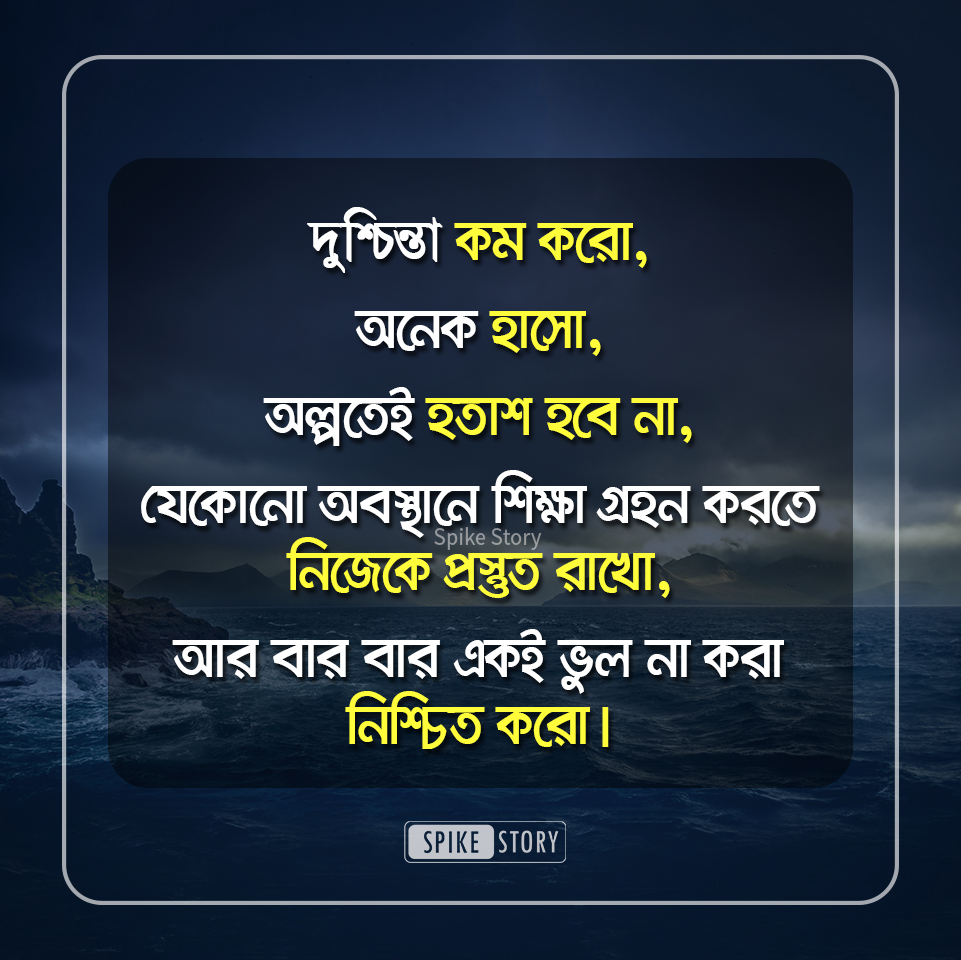 দুশ্চিন্তা কম করো,
অনেক হাসো,
অল্পতেই হতাশ হবে না,
যেকোনো অবস্থানে শিক্ষা গ্রহন করতে
Spike Story
নিজেকে প্রস্তুত রাখো,
আর বার বার একই ভুল না করা
নিশ্চিত করো।
SPIKE STORY